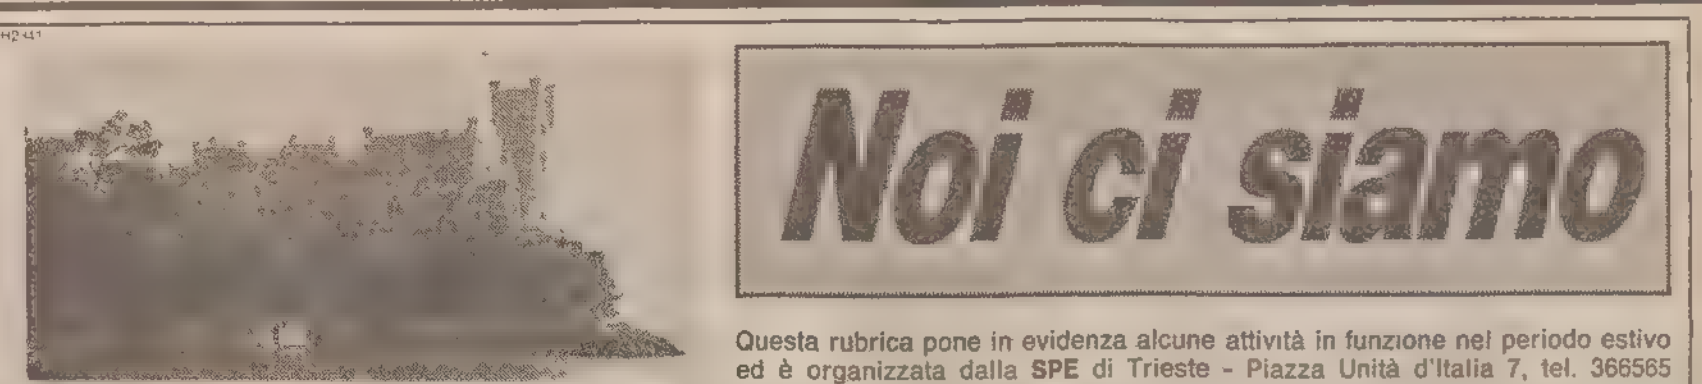 Noi ci siamo
Questa rubrica pone in evidenza alcune attività in funzione nel periodo estivo
ed è organizzata dalla SPE di Trieste - Piazza Unità d'Italia 7, tel. 366565